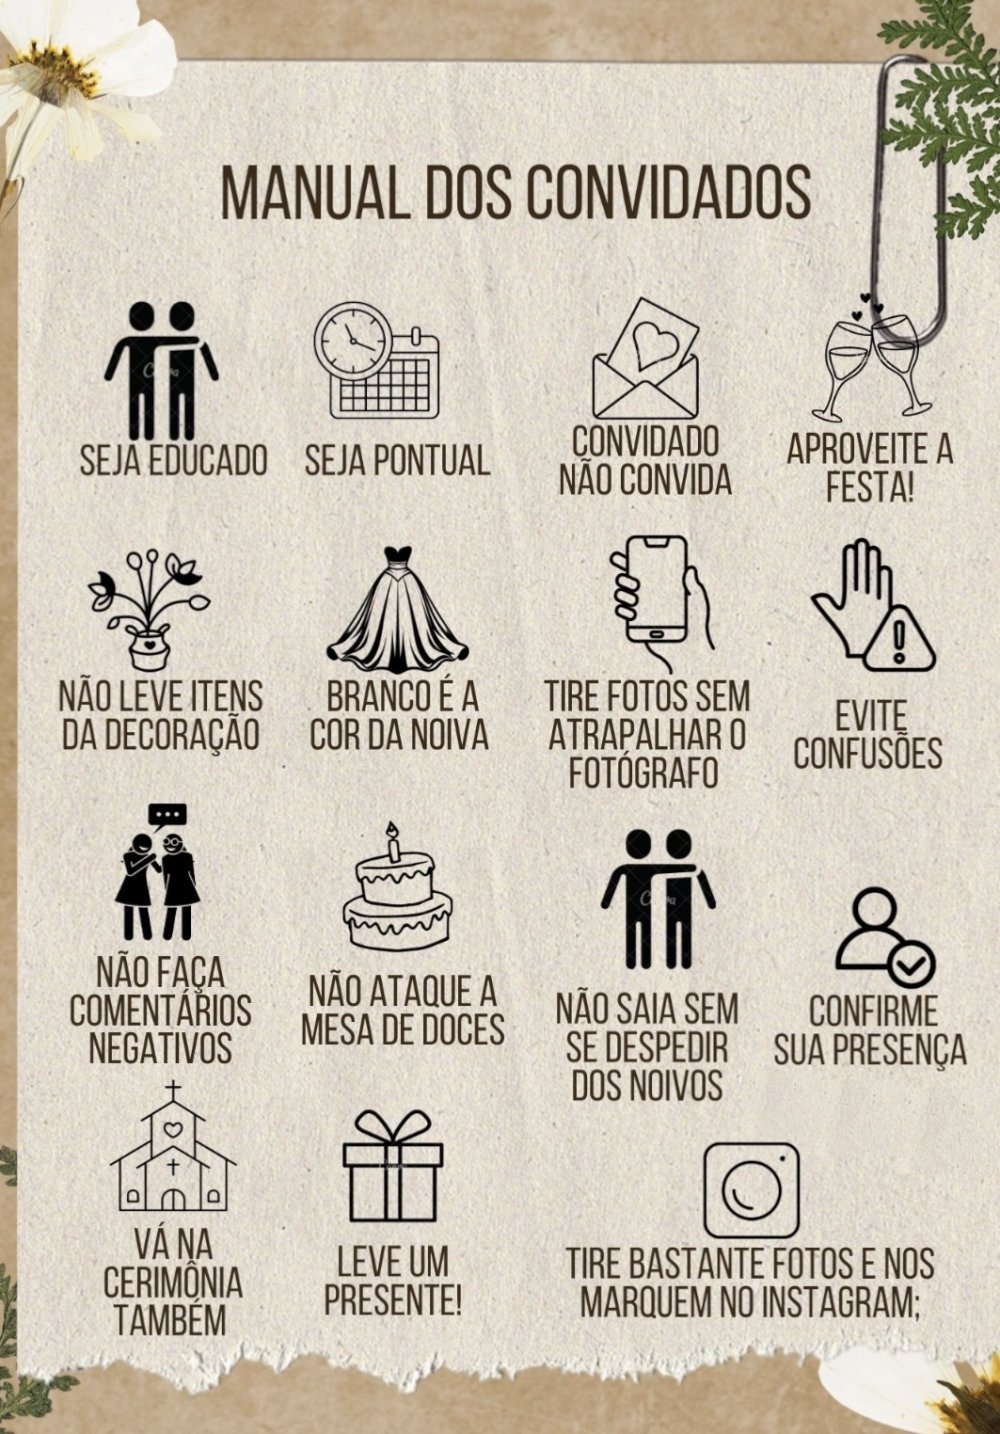 MANUAL DOS CONVIDADOS
SEJA EDUCADO
SEJA PONTUAL
CONVIDADO
NÃO CONVIDA
APROVEITE A
FESTA!
NÃO LEVE ITENS
DA DECORAÇÃO
BRANCO É A
COR DA NOIVA
TIRE FOTOS SEM
ATRAPALHAR O
FOTÓGRAFO
EVITE
CONFUSÕES
NÃO FAÇA
COMENTÁRIOS
NEGATIVOS
NÃO ATAQUE A
MESA DE DOCES
NÃO SAIA SEM
SE DESPEDIR
DOS NOIVOS
CONFIRME
SUA PRESENÇA
VÁ NA
CERIMÔNIA
TAMBÉM
LEVE UM
PRESENTE!
TIRE BASTANTE FOTOS E NOS
MARQUEM NO INSTAGRAM;